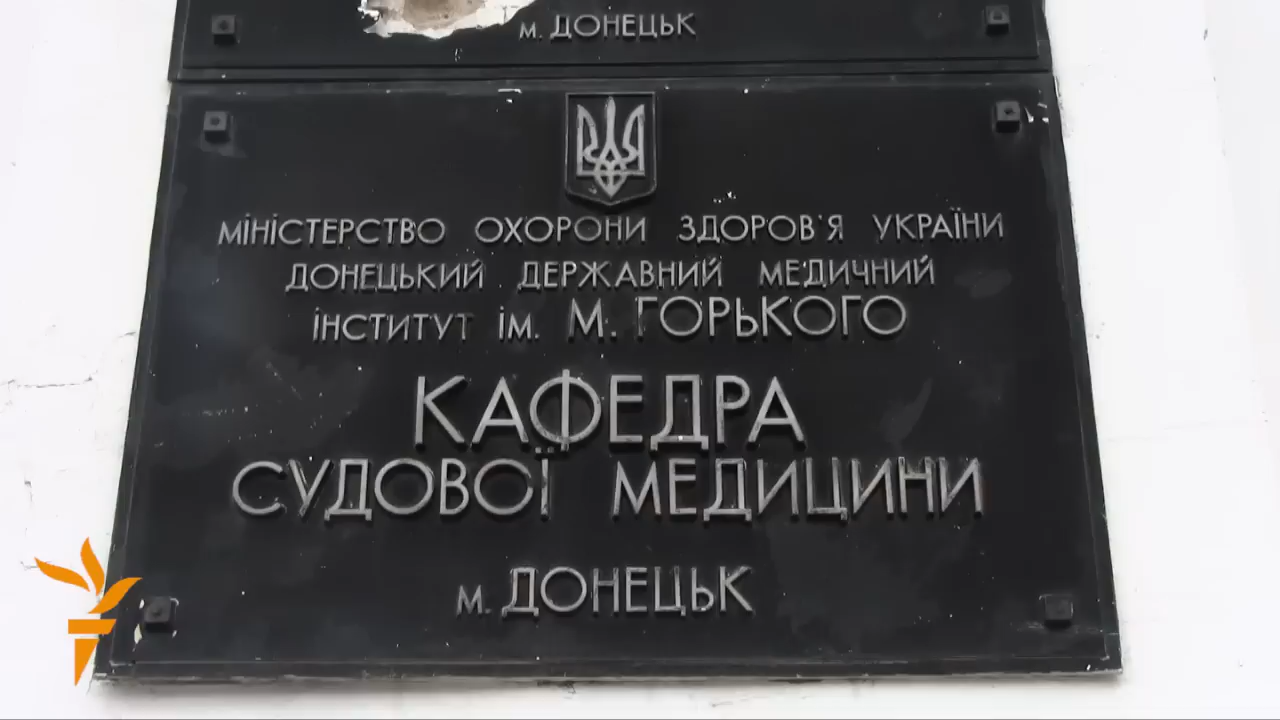 м. ДОНЕЦЬК
МІНІСТЕРСТВО ОХОРОНИ ЗДОРОВ'Я УКРАЇНИ
ДОНЕЦЬКИЙ ДЕРЖАВНИЙ МЕДИЧНИЙ
ІНСТИТУТ ІМ. М. ГОРЬКОГО
КАФЕДРА
СУДОВОЇ МЕДИЦИНИ
м. ДОНЕЦЬК